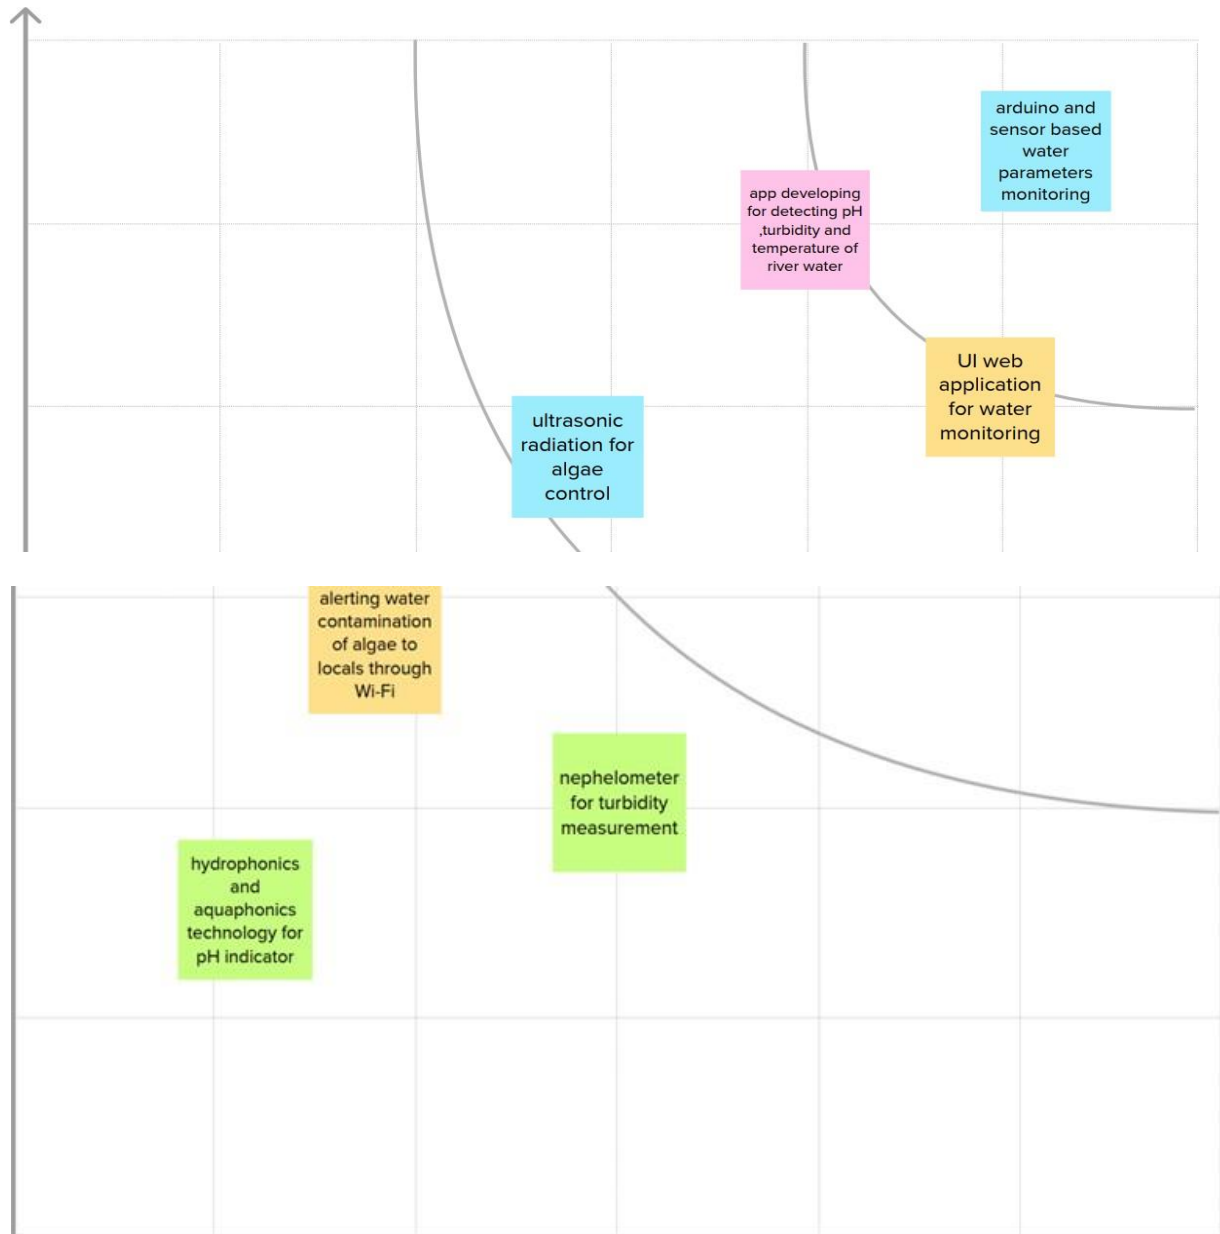 arduino and
sensor based
water
parameters
monitoring
app developing
for detecting pH
,turbidity and
temperature of
river water
UI web
application
for water
monitoring
ultrasonic
radiation for
algae
control
alerting water
contamination
of algae to
locals through
Wi-Fi
nephelometer
for turbidity
measurement
hydrophonics
and
aquaphonics
technology for
pH indicator